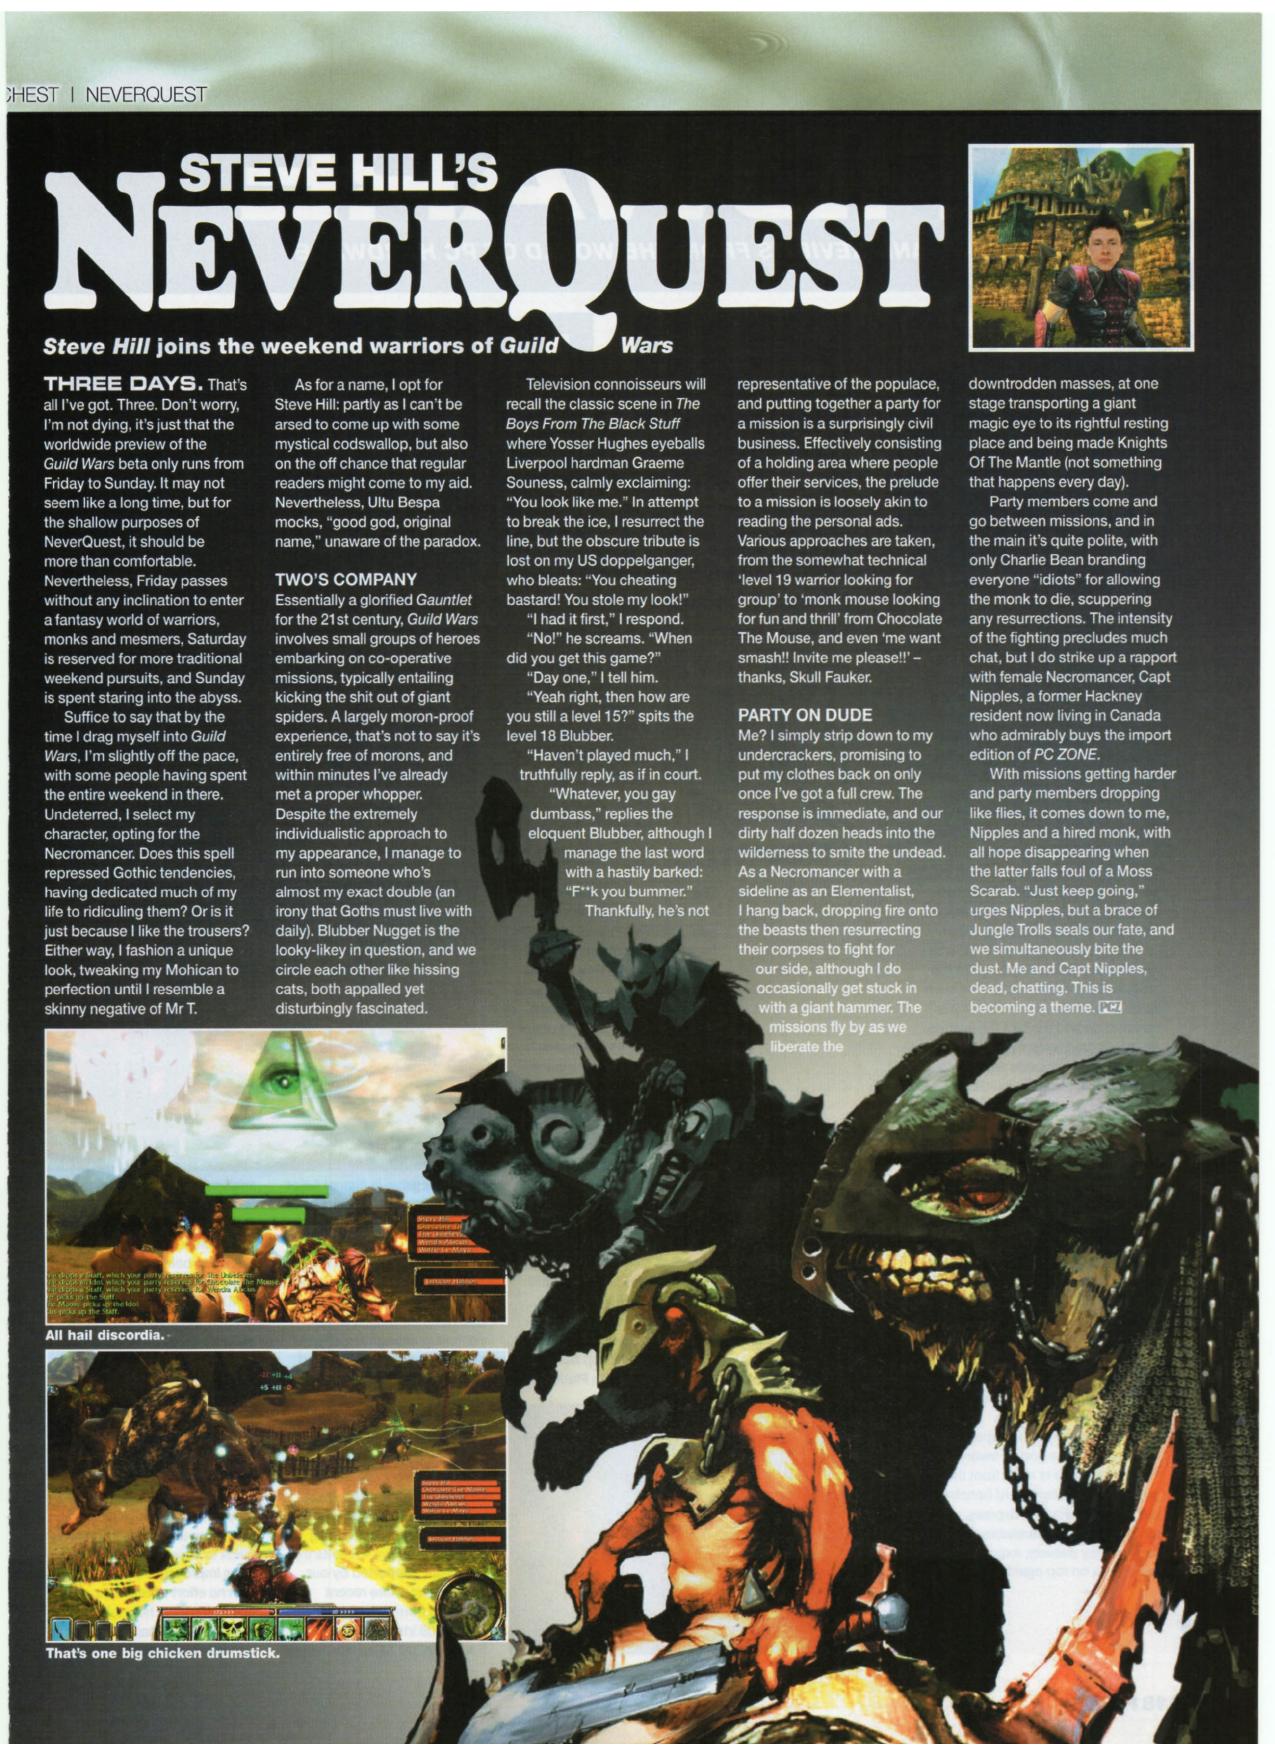 CHEST | NEVERQUEST
STEVE HILL'S
NEVERQUEST
Steve Hill joins the weekend warriors of Guild Wars
THREE DAYS. That's
all I've got. Three. Don't worry,
I'm not dying, it's just that the
worldwide preview of the
Guild Wars beta only runs from
Friday to Sunday. It may not
seem like a long time, but for
the shallow purposes of
NeverQuest, it should be
more than comfortable.
Nevertheless, Friday passes
without any inclination to enter
a fantasy world of warriors,
monks and mesmers, Saturday
is reserved for more traditional
weekend pursuits, and Sunday
is spent staring into the abyss.
Suffice to say that by the
time I drag myself into Guild
Wars, I'm slightly off the pace,
with some people having spent
the entire weekend in there.
Undeterred, I select my
character, opting for the
Necromancer. Does this spell
repressed Gothic tendencies,
having dedicated much of my
life to ridiculing them? Or is it
just because I like the trousers?
Either way, I fashion a unique
look, tweaking my Mohican to
perfection until I resemble a
skinny negative of Mr T.
As for a name, I opt for
Steve Hill: partly as I can't be
arsed to come up with some
mystical codswallop, but also
on the off chance that regular
readers might come to my aid.
Nevertheless, Ultu Bespa
mocks, “good god, original
name,” unaware of the paradox.
TWO'S COMPANY
Essentially a glorified Gauntlet
for the 21st century, Guild Wars
involves small groups of heroes
embarking on co-operative
missions, typically entailing
kicking the shit out of giant
spiders. A largely moron-proof
experience, that's not to say it's
entirely free of morons, and
within minutes I've already
met a proper whopper.
Despite the extremely
individualistic approach to
my appearance, I manage to
run into someone who's
almost my exact double (an
irony that Goths must live with
daily). Blubber Nugget is the
looky-likey in question, and we
circle each other like hissing
cats, both appalled yet
disturbingly fascinated.
Television connoisseurs will
recall the classic scene in The
Boys From The Black Stuff
where Yosser Hughes eyeballs
Liverpool hardman Graeme
Souness, calmly exclaiming:
“You look like me.” In attempt
to break the ice, I resurrect the
line, but the obscure tribute is
lost on my US doppelganger,
who bleats: “You cheating
bastard! You stole my look!”
“I had it first,” I respond.
“No!” he screams. “When
did you get this game?”
“Day one,” I tell him.
“Yeah right, then how are
you still a level 15?” spits the
level 18 Blubber.
“Haven't played much,” I
truthfully reply, as if in court.
“Whatever, you gay
dumbass,” replies the
eloquent Blubber, although I
manage the last word
with a hastily barked:
“F**k you bummer.”
Thankfully, he's not
representative of the populace,
and putting together a party for
a mission is a surprisingly civil
business. Effectively consisting
of a holding area where people
offer their services, the prelude
to a mission is loosely akin to
reading the personal ads.
Various approaches are taken,
from the somewhat technical
‘level 19 warrior looking for
group’ to ‘monk mouse looking
for fun and thrill’ from Chocolate
The Mouse, and even ‘me want
smash!! Invite me please!!’ –
thanks, Skull Fauker.
PARTY ON DUDE
Me? I simply strip down to my
undercrackers, promising to
put my clothes back on only
once I've got a full crew. The
response is immediate, and our
dirty half dozen heads into the
wilderness to smite the undead.
As a Necromancer with a
sideline as an Elementalist,
I hang back, dropping fire onto
the beasts then resurrecting
their corpses to fight for
our side, although I do
occasionally get stuck in
with a giant hammer. The
missions fly by as we
liberate the
downtrodden masses, at one
stage transporting a giant
magic eye to its rightful resting
place and being made Knights
Of The Mantle (not something
that happens every day).
Party members come and
go between missions, and in
the main it's quite polite, with
only Charlie Bean branding
everyone “idiots” for allowing
the monk to die, scuppering
any resurrections. The intensity
of the fighting precludes much
chat, but I do strike up a rapport
with female Necromancer, Capt
Nipples, a former Hackney
resident now living in Canada
who admirably buys the import
edition of PC ZONE.
With missions getting harder
and party members dropping
like flies, it comes down to me,
Nipples and a hired monk, with
all hope disappearing when
the latter falls foul of a Moss
Scarab. “Just keep going,”
urges Nipples, but a brace of
Jungle Trolls seals our fate, and
we simultaneously bite the
dust. Me and Capt Nipples,
dead, chatting. This is
becoming a theme. PCZ
All hail discordia.
That's one big chicken drumstick.